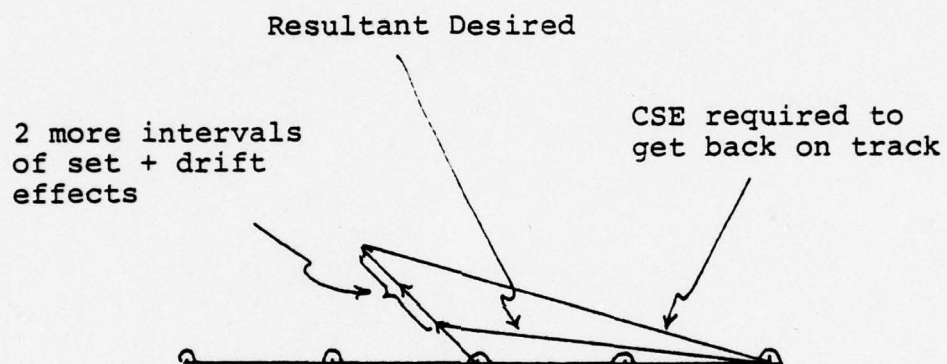 Resultant Desired
2 more intervals
of set + drift
effects
CSE required to
get back on track